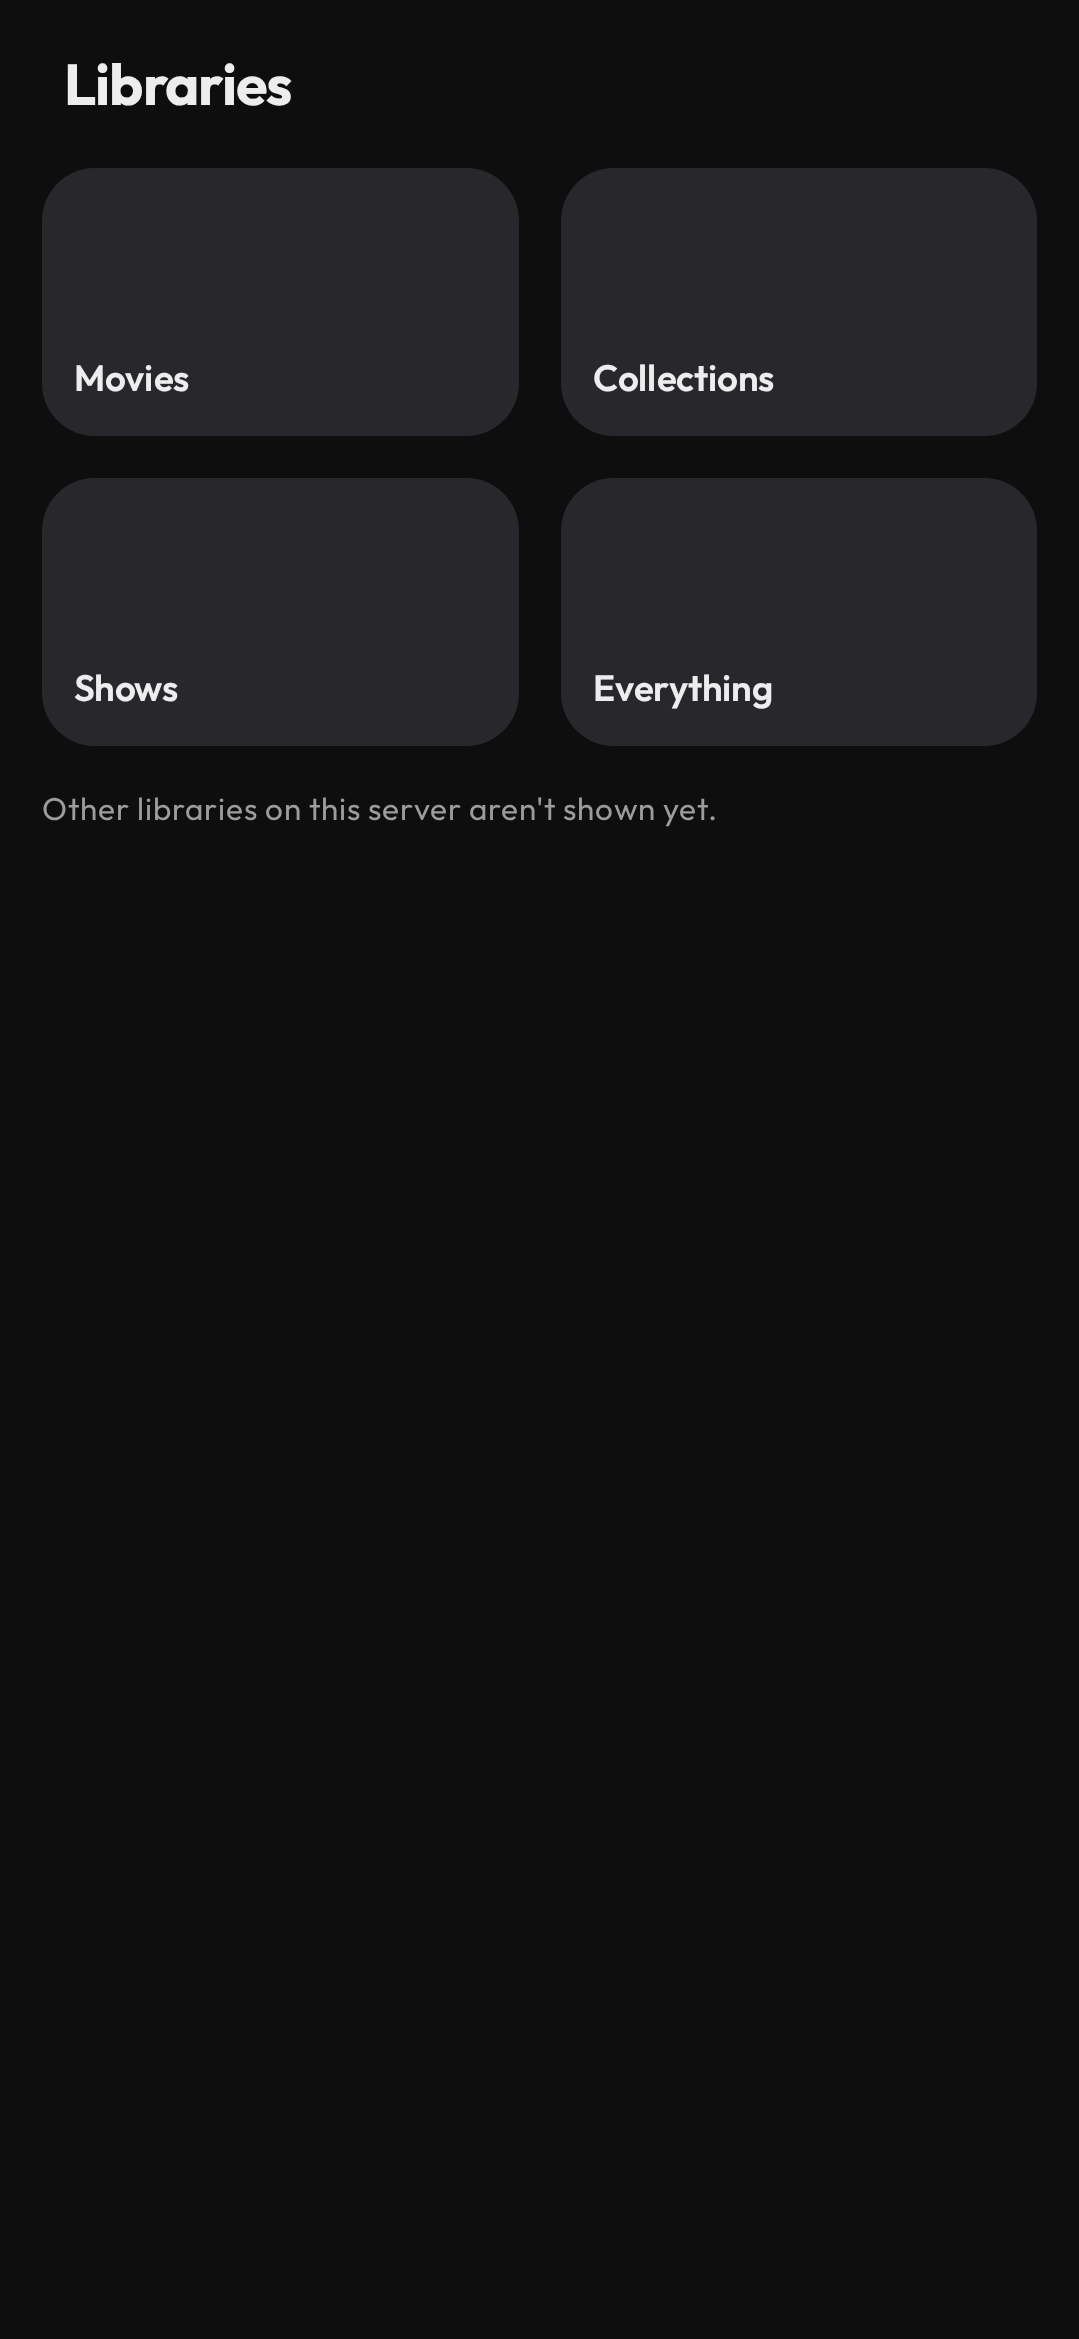 Libraries
Movies
Collections
Shows
Everything
Other libraries on this server aren't shown yet.